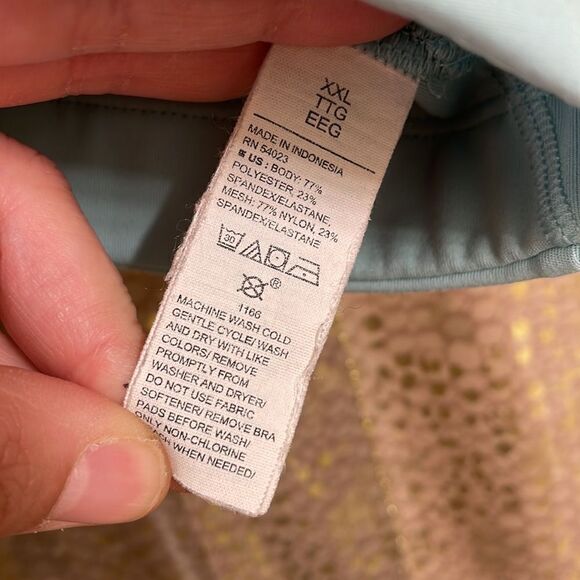 XXL
TTG
EEG
MADE IN INDONESIA
RN 54023
US : BODY: 77%
POLYESTER, 23%
SPANDEX/ELASTANE,
MESH: 77% NYLON, 23%
SPANDEX/ELASTANE
30
®
1166
MACHINE WASH COLD
GENTLE CYCLE/ WASH
AND DRY WITH LIKE
COLORS/ REMOVE
PROMPTLY FROM
WASHER AND DRYER/
DO NOT USE FABRIC
SOFTENER/ REMOVE BRA
PADS BEFORE WASH/
ONLY NON-CHLORINE
WHEN NEEDED/